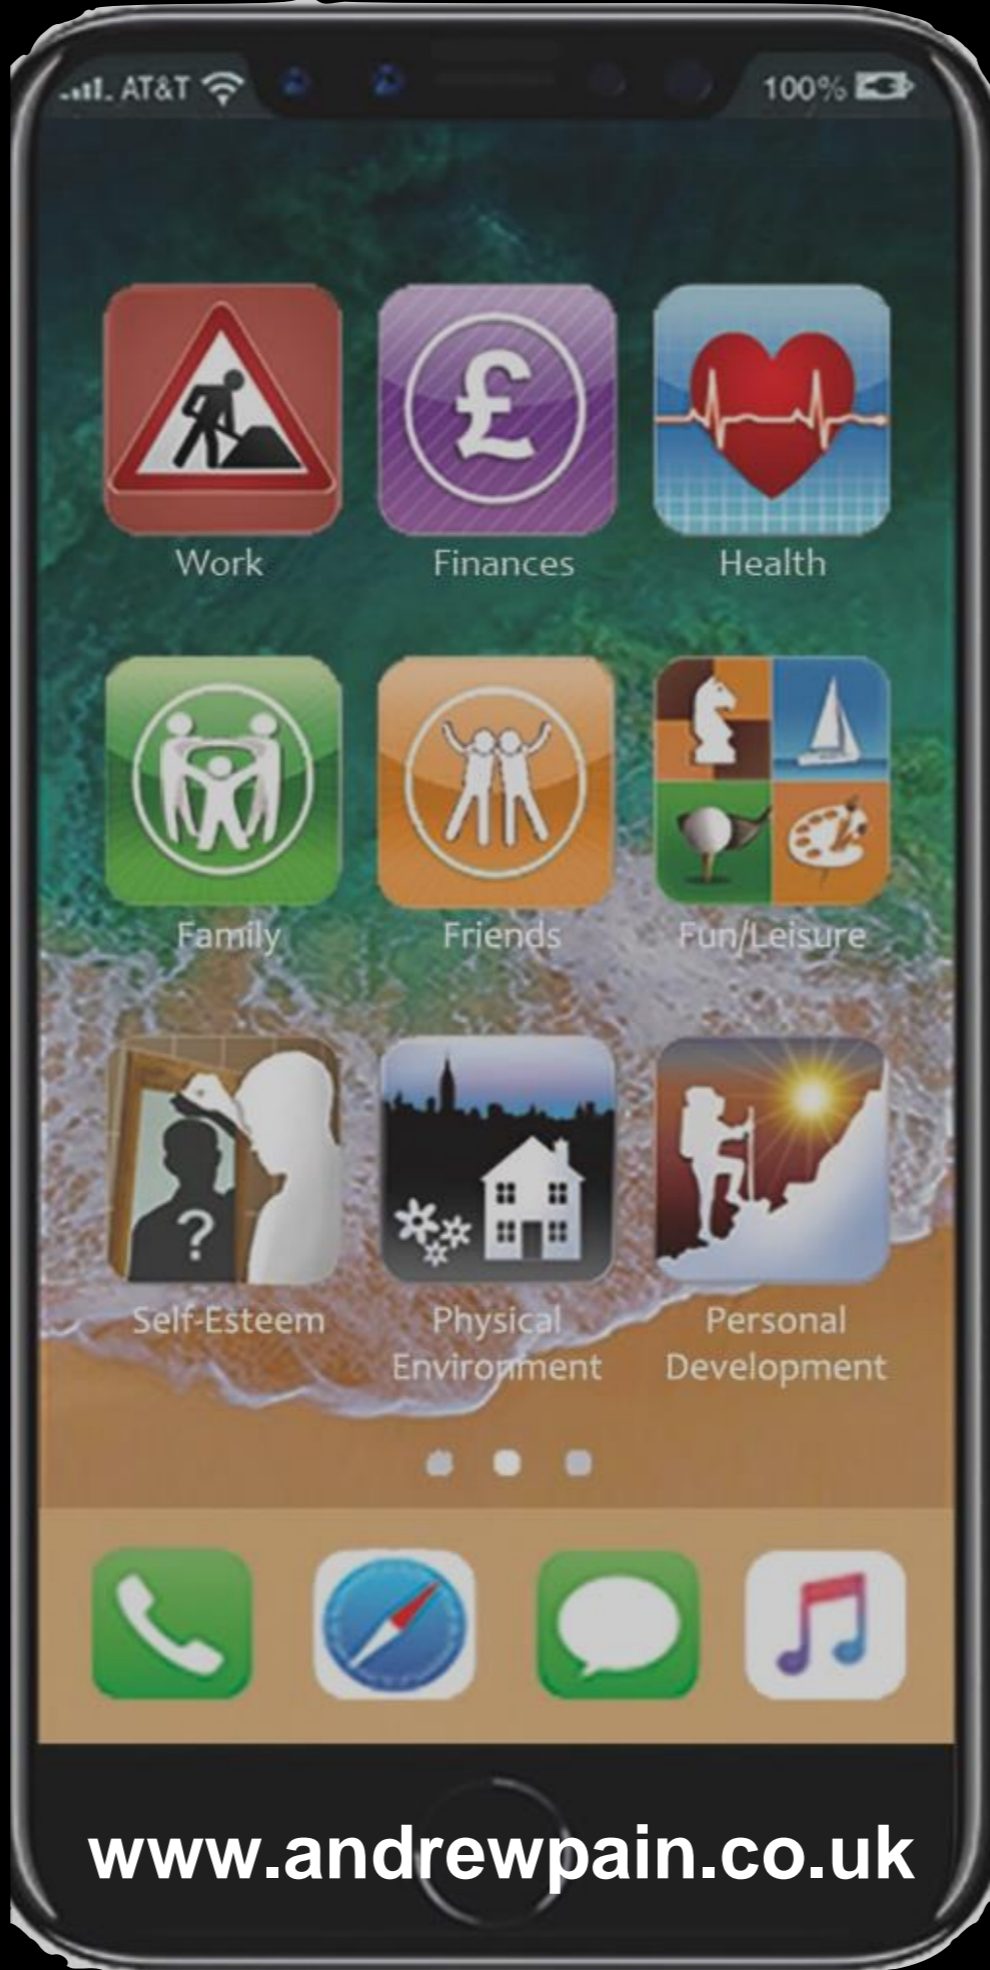 AT&T
100%
£
Work
Finances
Health
Family
Friends
Fun/Leisure
?
Self-Esteem
Physical
Environment
Personal
Development
www.andrewpain.co.uk